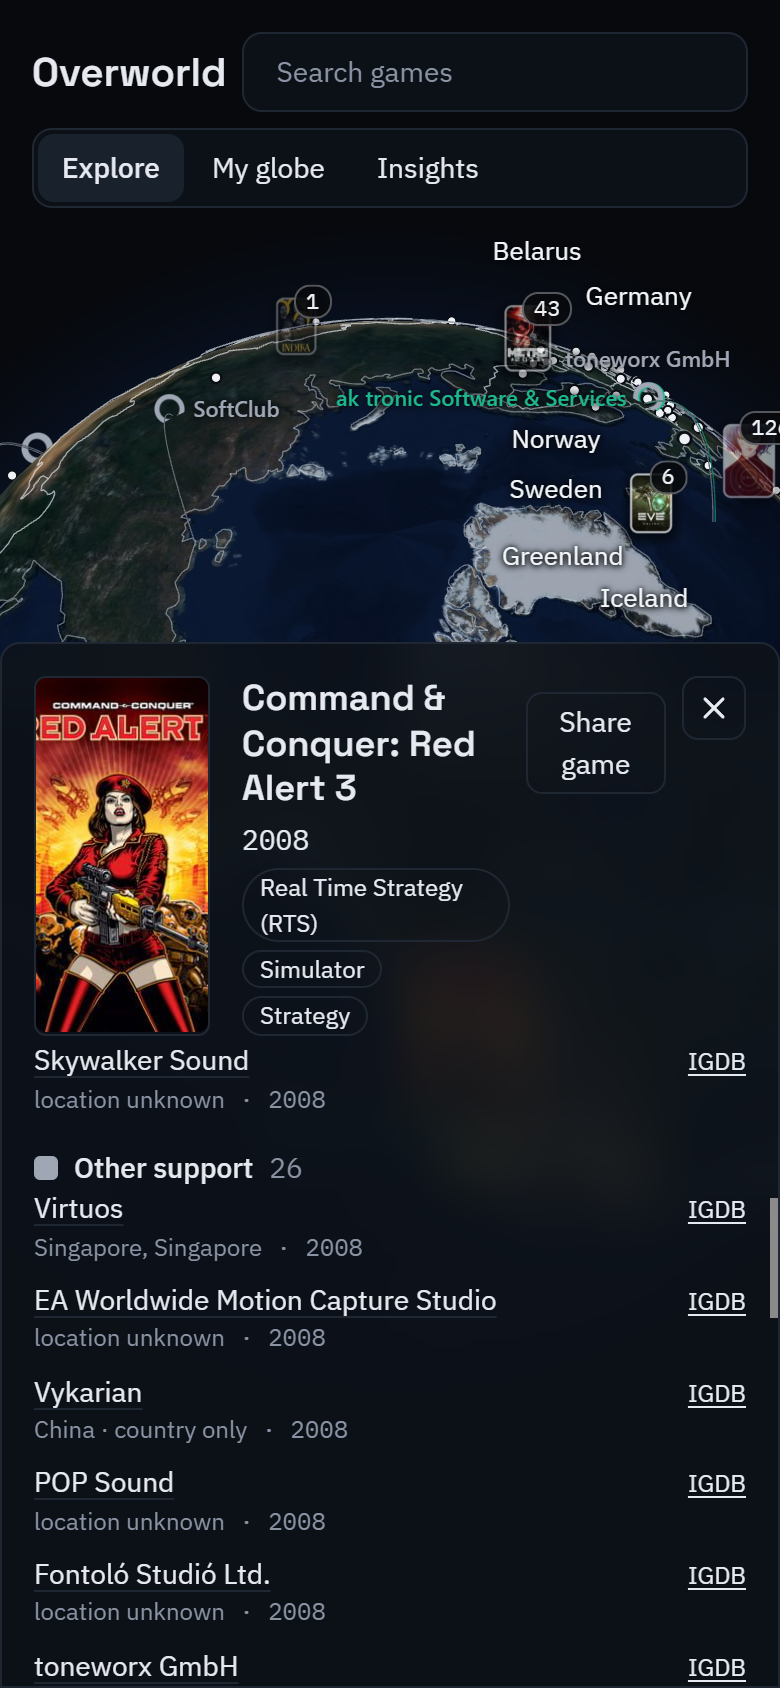 Overworld
Search games
Explore
My globe
Insights
Belarus
Germany
1
43
toneworx GmbH
SoftClub
ak tronic Software & Services
Norway
Sweden
6
Greenland
Iceland
INDIKA
EVE
COMMAND & CONQUER
RED ALERT
Command &
Conquer: Red
Alert 3
Share
game
2008
Real Time Strategy
(RTS)
Simulator
Strategy
Skywalker Sound
IGDB
location unknown · 2008
Other support 26
Virtuos
IGDB
Singapore, Singapore · 2008
EA Worldwide Motion Capture Studio
IGDB
location unknown · 2008
Vykarian
IGDB
China · country only · 2008
POP Sound
IGDB
location unknown · 2008
Fontoló Studió Ltd.
IGDB
location unknown · 2008
toneworx GmbH
IGDB